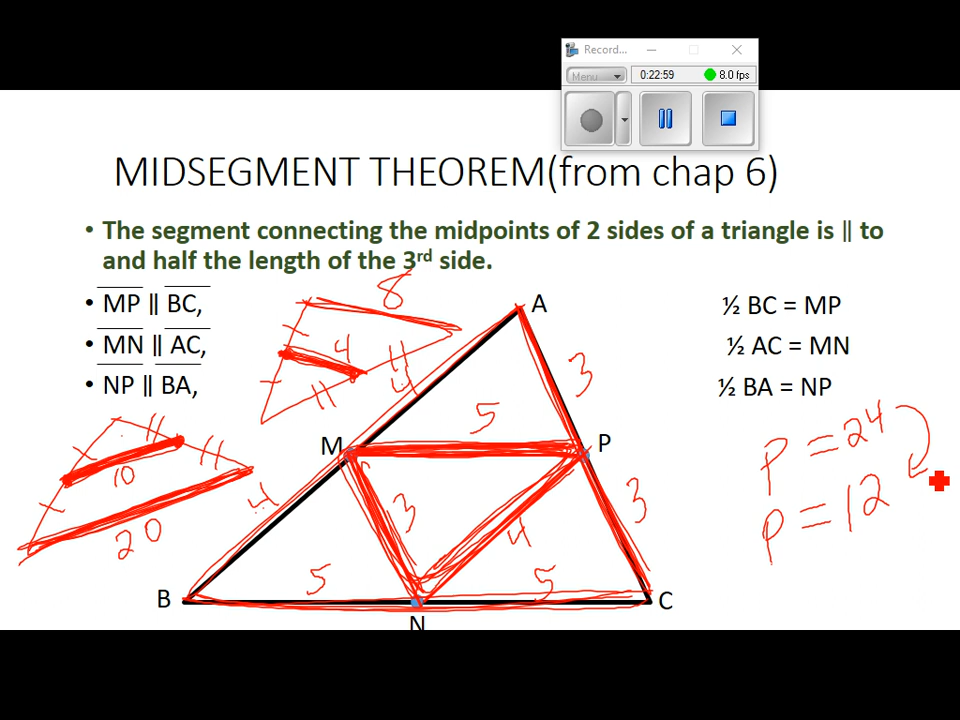 Record...
Menu
0:22:59
8.0 fps
MIDSEGMENT THEOREM(from chap 6)
• The segment connecting the midpoints of 2 sides of a triangle is ∥ to
and half the length of the 3rd side.
• MP ∥ BC,
½ BC = MP
• MN ∥ AC,
½ AC = MN
• NP ∥ BA,
½ BA = NP
8
4
10
20
A
M
P
B
N
C
4
4
3
3
5
3
4
5
5
P = 24
P = 12